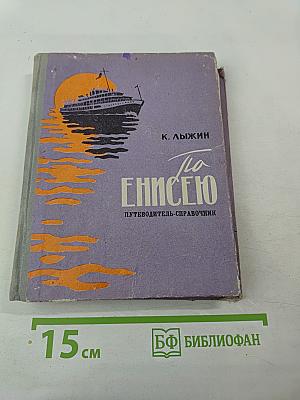 К. ЛЫЖИН
По
ЕНИСЕЮ
ПУТЕВОДИТЕЛЬ-СПРАВОЧНИК
15 см
БФ БИБЛИОФАН